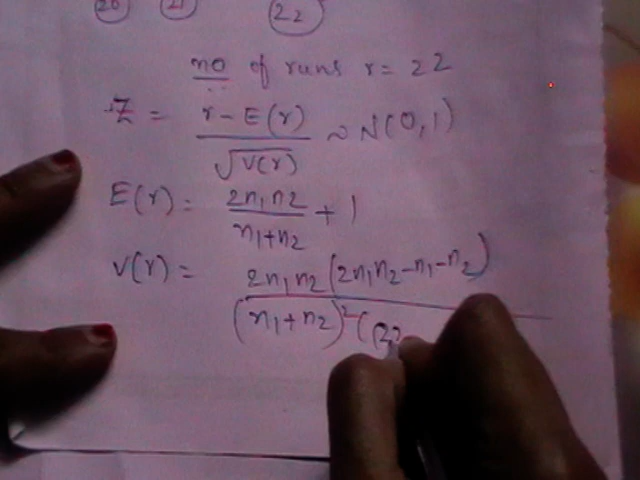 20 21 22
no of runs r = 22
Z = r - E(r) / √V(r) ~ N(0,1)
E(r) = 2n1n2 / n1+n2 + 1
V(r) = 2n1n2(2n1n2-n1-n2) / (n1+n2)² (